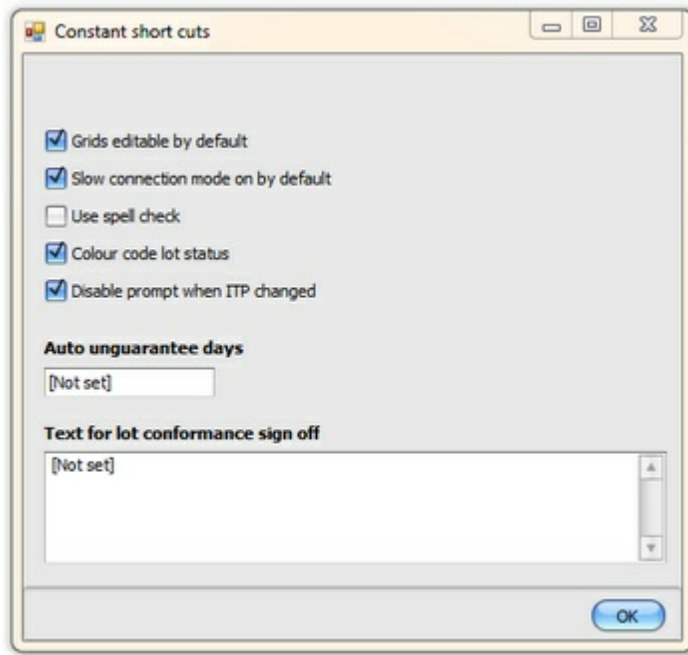 Constant short cuts
Grids editable by default
Slow connection mode on by default
Use spell check
Colour code lot status
Disable prompt when ITP changed
Auto unguarantee days
[Not set]
Text for lot conformance sign off
[Not set]
OK